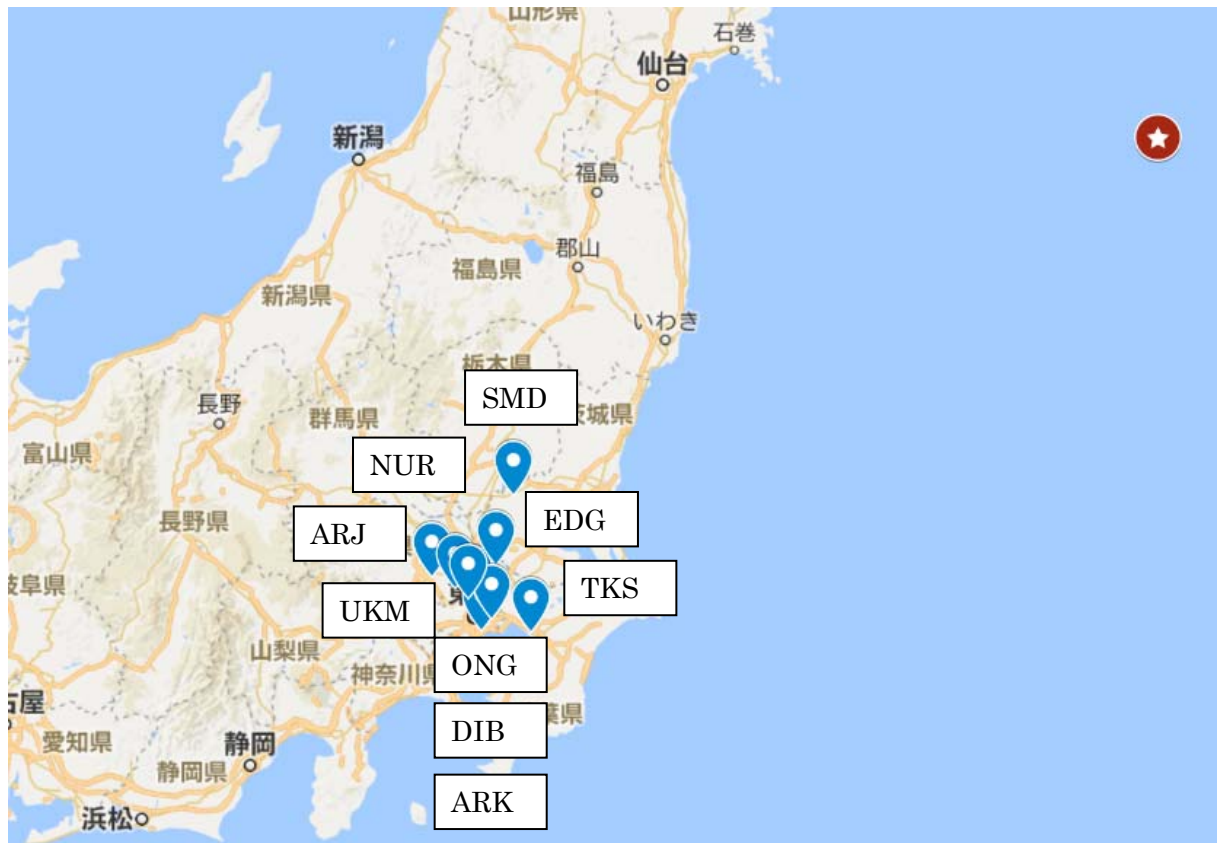 山形県
石巻
仙台
新潟
福島
郡山
福島県
新潟県
いわき
栃木県
SMD
長野
群馬県
茨城県
富山県
NUR
EDG
長野県
ARJ
県
TKS
岐阜県
UKM
山梨県
ONG
神奈川県
古屋
DIB
葉県
愛知県
静岡
静岡県
ARK
浜松